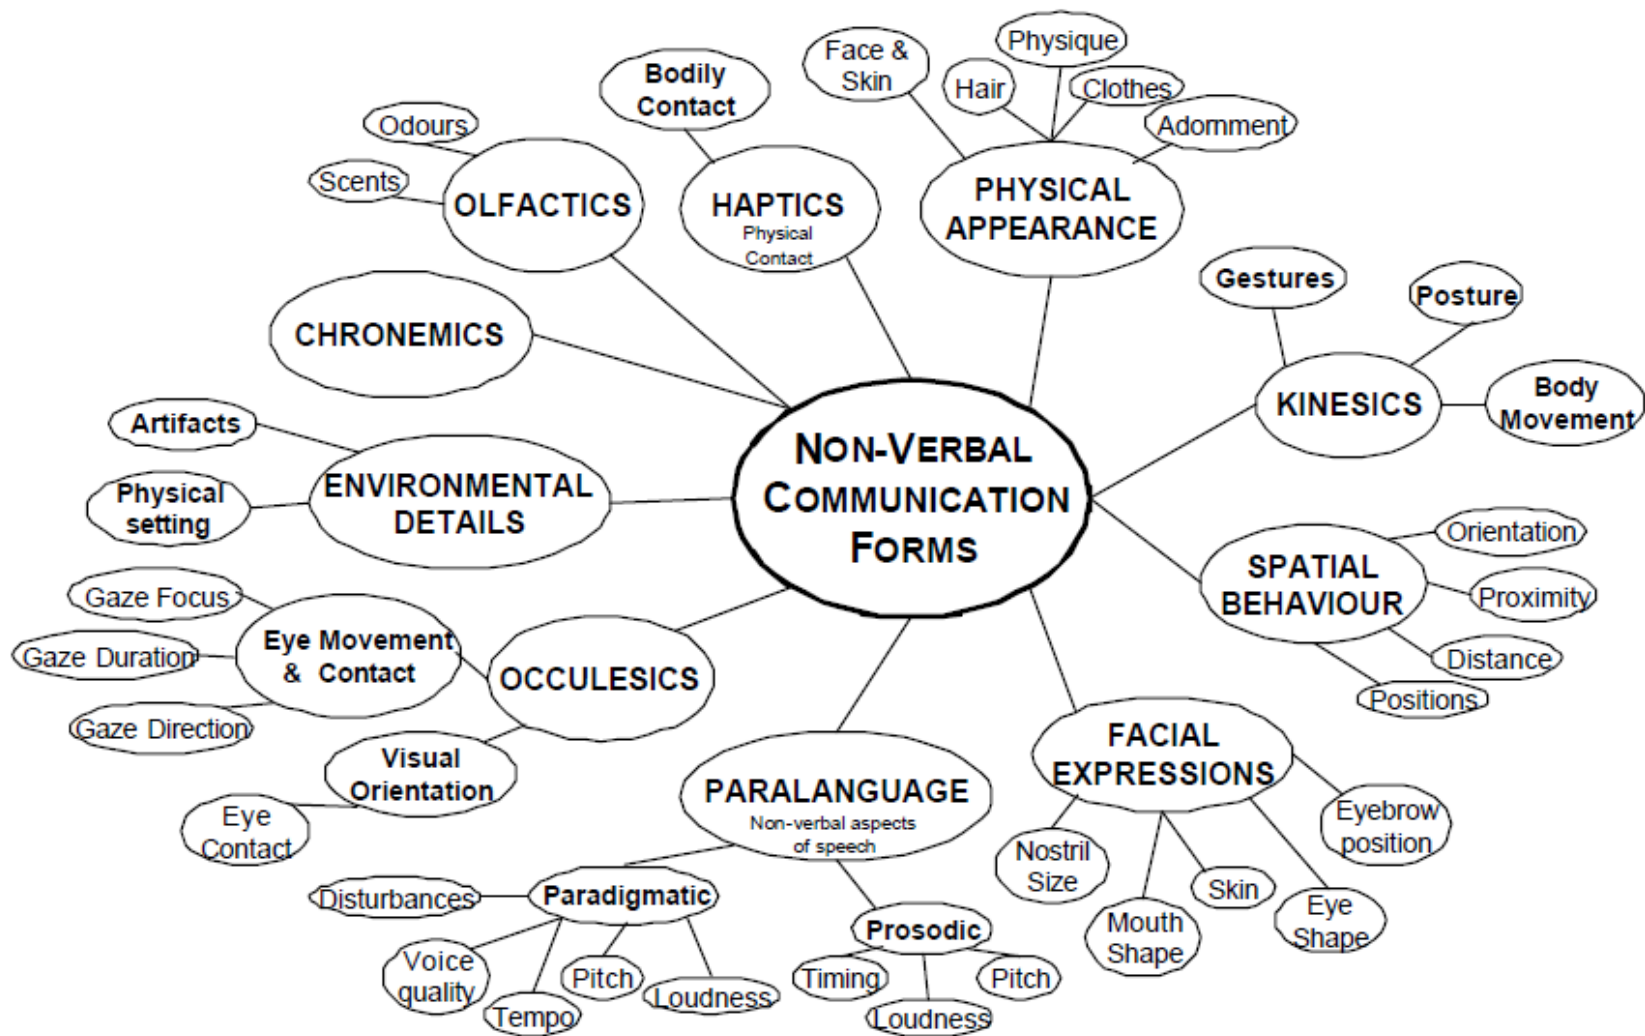 NON-VERBAL
COMMUNICATION
FORMS
PHYSICAL
APPEARANCE
Face &
Skin
Hair
Physique
Clothes
Adornment
KINESICS
Gestures
Posture
Body
Movement
SPATIAL
BEHAVIOUR
Orientation
Proximity
Distance
Positions
FACIAL
EXPRESSIONS
Eyebrow
position
Eye
Shape
Skin
Mouth
Shape
Nostril
Size
PARALANGUAGE
Non-verbal aspects
of speech
Prosodic
Timing
Loudness
Pitch
Paradigmatic
Disturbances
Voice
quality
Tempo
Pitch
Loudness
OCCULESICS
Visual
Orientation
Eye
Contact
Eye Movement
& Contact
Gaze Focus
Gaze Duration
Gaze Direction
ENVIRONMENTAL
DETAILS
Artifacts
Physical
setting
CHRONEMICS
OLFACTICS
Odours
Scents
HAPTICS
Physical
Contact
Bodily
Contact